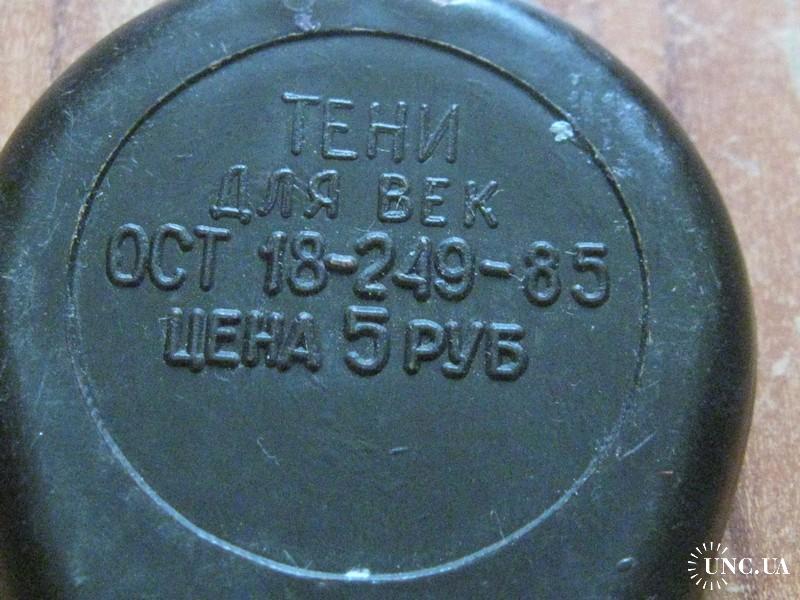 ТЕНИ
ДЛЯ ВЕК
ОСТ 18-249-85
ЦЕНА 5 РУБ
UNC.UA